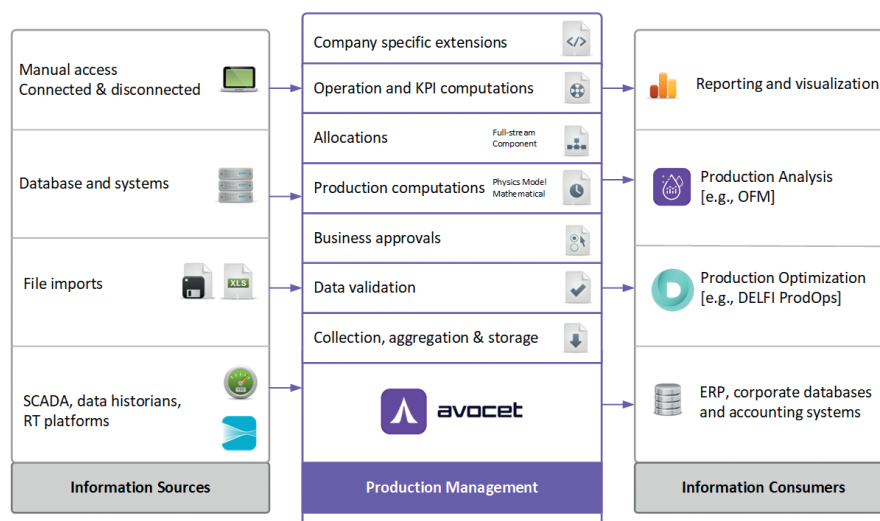 Manual access
Connected & disconnected
Database and systems
File imports
XLS
SCADA, data historians,
RT platforms
Information Sources
Company specific extensions
</>
Operation and KPI computations
Allocations
Full-stream
Component
Production computations
Physics Model
Mathematical
Business approvals
Data validation
Collection, aggregation & storage
avocet
Production Management
Reporting and visualization
Production Analysis
[e.g., OFM]
Production Optimization
[e.g., DELFI ProdOps]
ERP, corporate databases
and accounting systems
Information Consumers